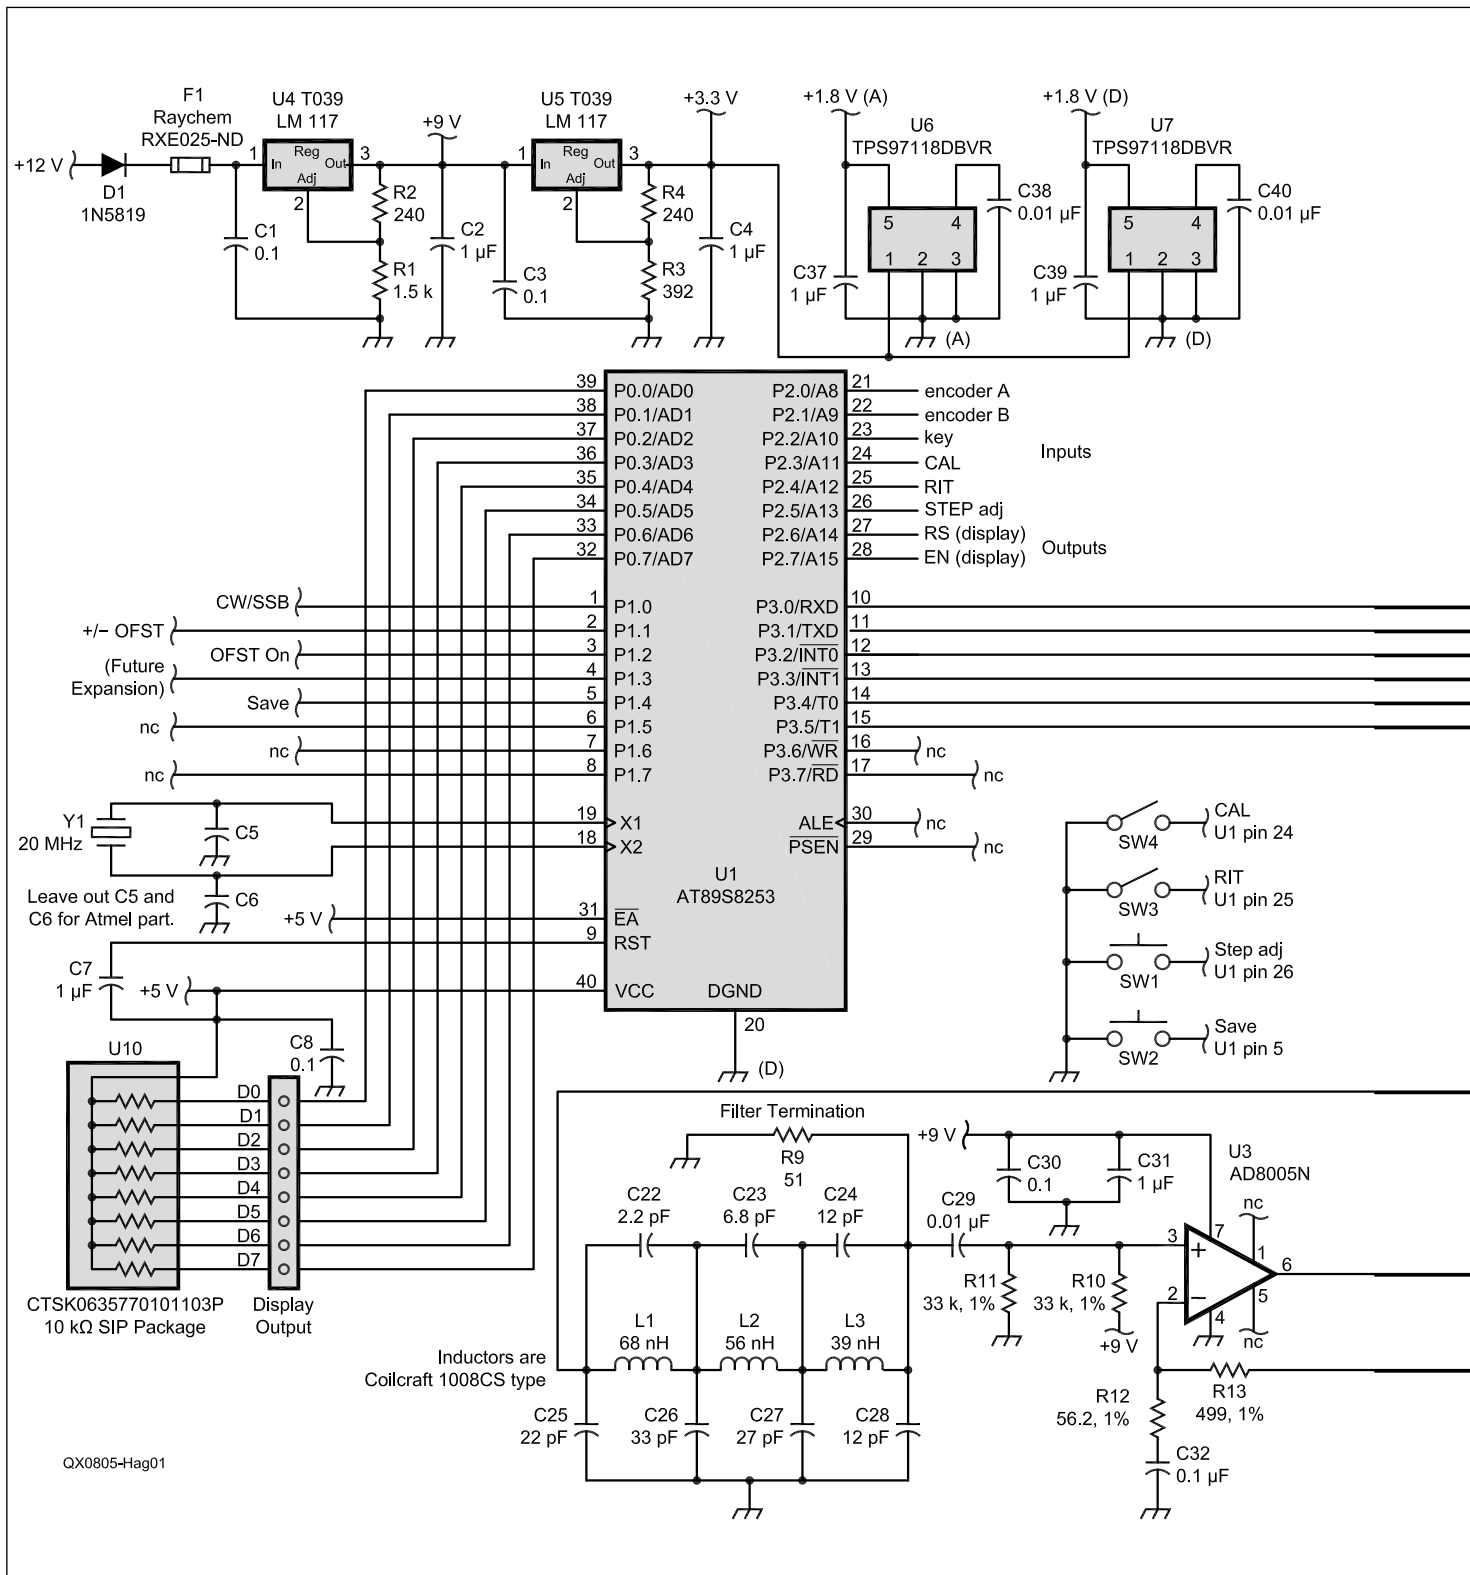 F1
Raychem
RXE025-ND
+12 V
D1
1N5819
U4 T039
LM 117
1
In
Reg
Out
3
Adj
2
C1
0.1
R2
240
R1
1.5 k
+9 V
C2
1 µF
C3
0.1
U5 T039
LM 117
1
In
Reg
Out
3
Adj
2
R4
240
R3
392
+3.3 V
C4
1 µF
+1.8 V (A)
U6
TPS97118DBVR
5
4
1
2
3
C37
1 µF
C38
0.01 µF
(A)
+1.8 V (D)
U7
TPS97118DBVR
5
4
1
2
3
C39
1 µF
C40
0.01 µF
(D)
39 P0.0/AD0
38 P0.1/AD1
37 P0.2/AD2
36 P0.3/AD3
35 P0.4/AD4
34 P0.5/AD5
33 P0.6/AD6
32 P0.7/AD7
P2.0/A8 21 encoder A
P2.1/A9 22 encoder B
P2.2/A10 23 key
P2.3/A11 24 CAL
P2.4/A12 25 RIT
P2.5/A13 26 STEP adj
P2.6/A14 27 RS (display)
P2.7/A15 28 EN (display)
Inputs
Outputs
CW/SSB 1 P1.0
+/− OFST 2 P1.1
OFST On 3 P1.2
(Future
Expansion) 4 P1.3
Save 5 P1.4
nc 6 P1.5
nc 7 P1.6
nc 8 P1.7
P3.0/RXD 10
P3.1/TXD 11
P3.2/INT0 12
P3.3/INT1 13
P3.4/T0 14
P3.5/T1 15
P3.6/WR 16 nc
P3.7/RD 17 nc
ALE 30 nc
PSEN 29 nc
Y1
20 MHz
C5
C6
19 X1
18 X2
Leave out C5 and
C6 for Atmel part.
U1
AT89S8253
+5 V 31 EA
9 RST
C7
1 µF
+5 V 40 VCC
DGND
20
(D)
C8
0.1
SW4
CAL
U1 pin 24
SW3
RIT
U1 pin 25
SW1
Step adj
U1 pin 26
SW2
Save
U1 pin 5
U10
D0
D1
D2
D3
D4
D5
D6
D7
CTSK0635770101103P
10 kΩ SIP Package
Display
Output
Filter Termination
R9
51
C22
2.2 pF
C23
6.8 pF
C24
12 pF
C29
0.01 µF
L1
68 nH
L2
56 nH
L3
39 nH
Inductors are
Coilcraft 1008CS type
C25
22 pF
C26
33 pF
C27
27 pF
C28
12 pF
+9 V
C30
0.1
C31
1 µF
U3
AD8005N
nc
3
+
7
1
6
2
−
4
5
nc
R11
33 k, 1%
R10
33 k, 1%
+9 V
R12
56.2, 1%
R13
499, 1%
C32
0.1 µF
QX0805-Hag01